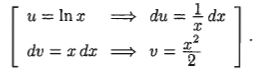 [ u = ln x ⟹ du = 1/x dx
dv = x dx ⟹ v = x²/2 ] .